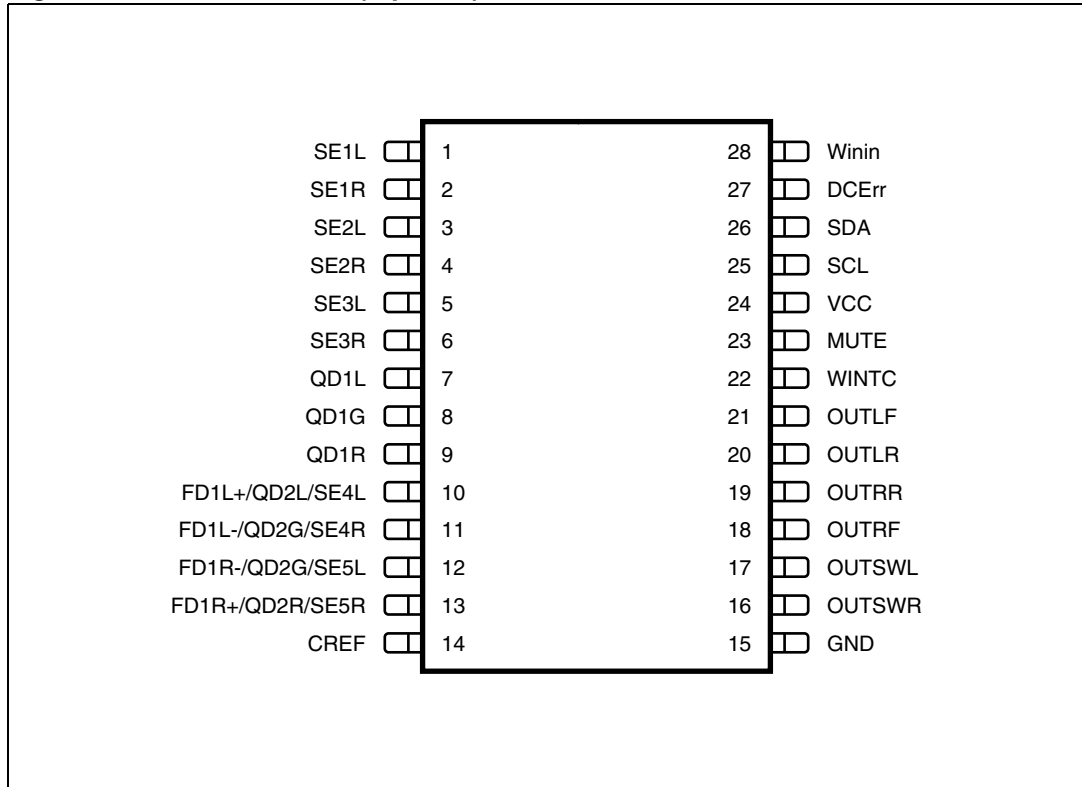 SE1L 1 28 Winin
SE1R 2 27 DCErr
SE2L 3 26 SDA
SE2R 4 25 SCL
SE3L 5 24 VCC
SE3R 6 23 MUTE
QD1L 7 22 WINTC
QD1G 8 21 OUTLF
QD1R 9 20 OUTLR
FD1L+/QD2L/SE4L 10 19 OUTRR
FD1L-/QD2G/SE4R 11 18 OUTRF
FD1R-/QD2G/SE5L 12 17 OUTSWL
FD1R+/QD2R/SE5R 13 16 OUTSWR
CREF 14 15 GND